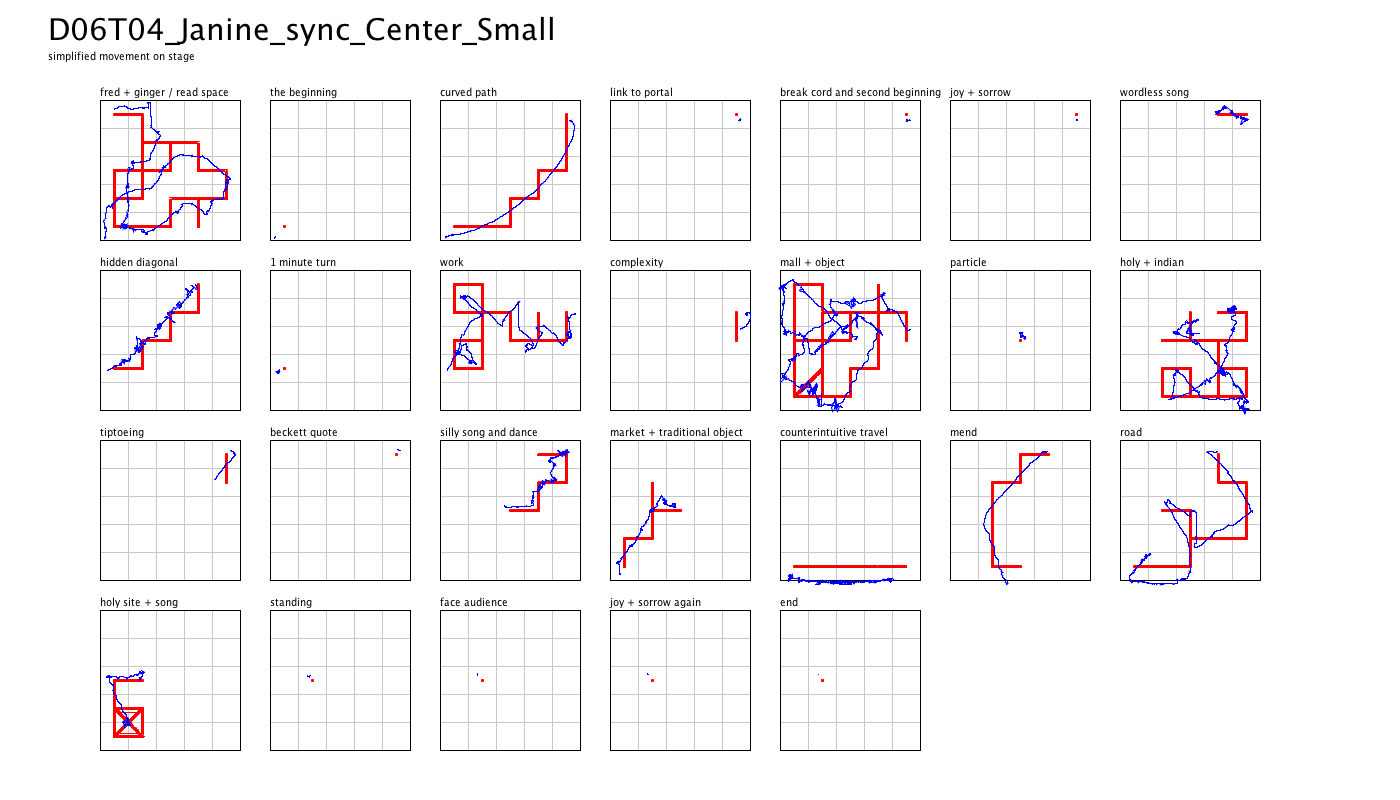 D06T04_Janine_sync_Center_Small
simplified movement on stage
fred + ginger / read space
the beginning
curved path
link to portal
break cord and second beginning
joy + sorrow
wordless song
hidden diagonal
1 minute turn
work
complexity
mall + object
particle
holy + indian
tiptoeing
beckett quote
silly song and dance
market + traditional object
counterintuitive travel
mend
road
holy site + song
standing
face audience
joy + sorrow again
end